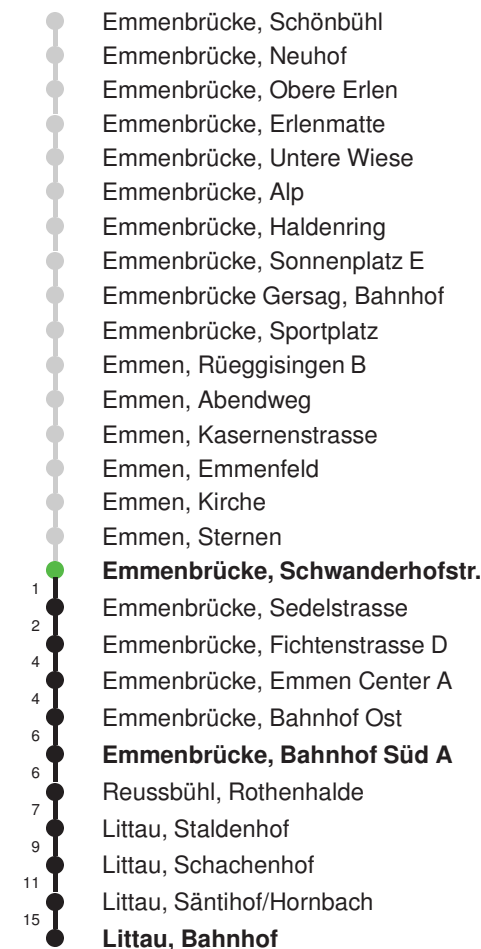 Emmenbrücke, Schönbühl
Emmenbrücke, Neuhof
Emmenbrücke, Obere Erlen
Emmenbrücke, Erlenmatte
Emmenbrücke, Untere Wiese
Emmenbrücke, Alp
Emmenbrücke, Haldenring
Emmenbrücke, Sonnenplatz E
Emmenbrücke Gersag, Bahnhof
Emmenbrücke, Sportplatz
Emmen, Rüeggisingen B
Emmen, Abendweg
Emmen, Kasernenstrasse
Emmen, Emmenfeld
Emmen, Kirche
Emmen, Sternen
Emmenbrücke, Schwanderhofstr.
1
Emmenbrücke, Sedelstrasse
2
Emmenbrücke, Fichtenstrasse D
4
Emmenbrücke, Emmen Center A
4
Emmenbrücke, Bahnhof Ost
6
Emmenbrücke, Bahnhof Süd A
6
Reussbühl, Rothenhalde
7
Littau, Staldenhof
9
Littau, Schachenhof
11
Littau, Säntihof/Hornbach
15
Littau, Bahnhof